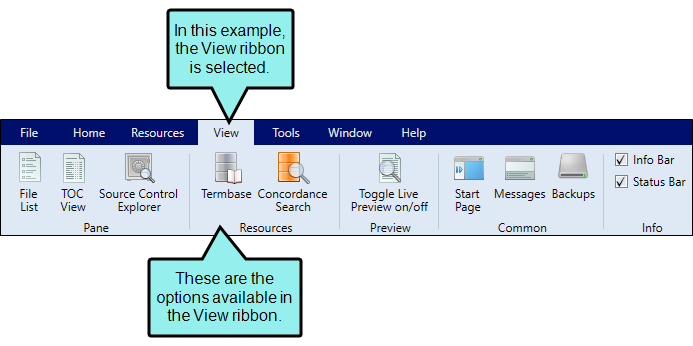 In this example,
the View ribbon
is selected.
File Home Resources View Tools Window Help
File
List
TOC
View
Source Control
Explorer
Pane
Termbase
Concordance
Search
Resources
Toggle Live
Preview on/off
Preview
Start
Page
Messages
Backups
Common
Info Bar
Status Bar
Info
These are the
options available in
the View ribbon.